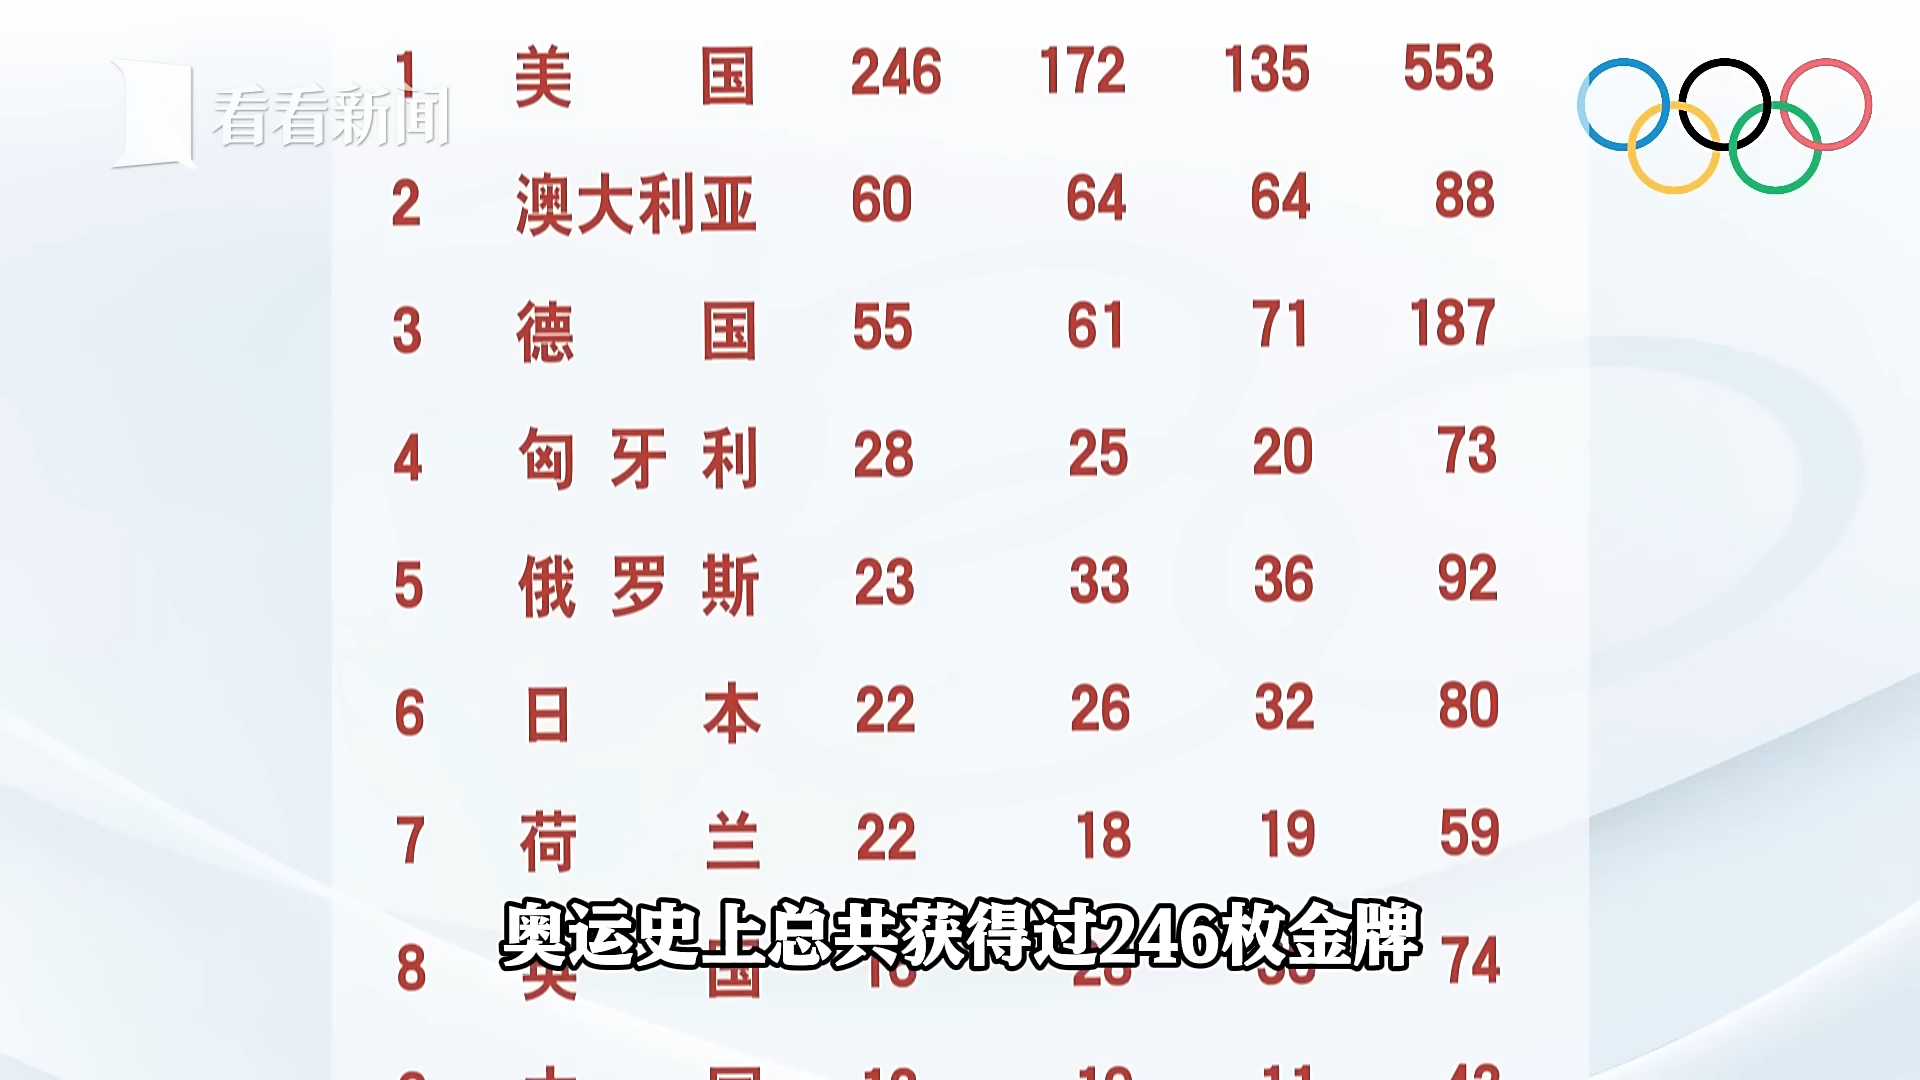 看看新闻
1 美国 246 172 135 553
2 澳大利亚 60 64 64 88
3 德国 55 61 71 187
4 匈牙利 28 25 20 73
5 俄罗斯 23 33 36 92
6 日本 22 26 32 80
7 荷兰 22 18 19 59
奥运史上总共获得过246枚金牌
8 英国 74